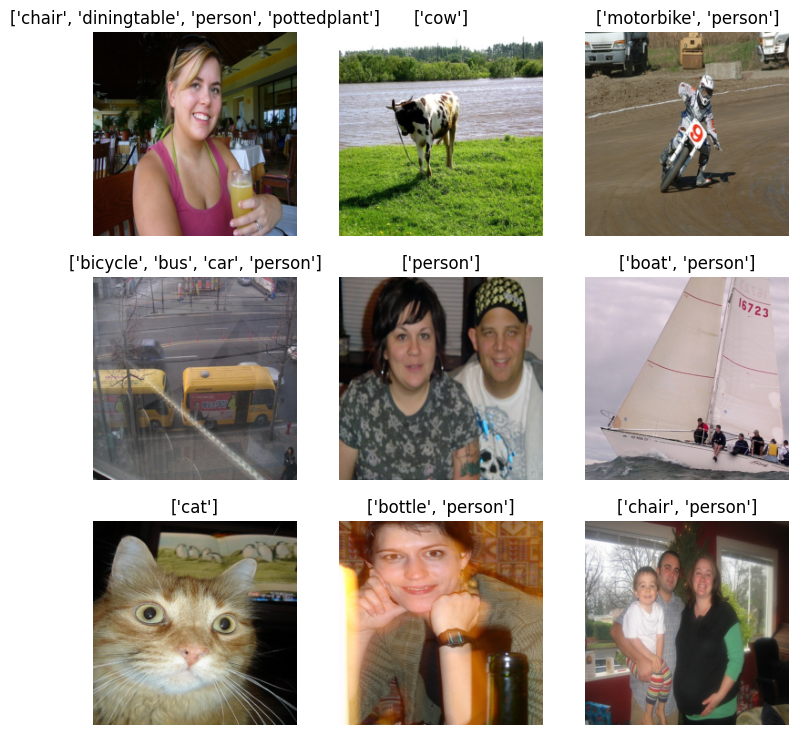 ['chair', 'diningtable', 'person', 'pottedplant']
['cow']
['motorbike', 'person']
9
['bicycle', 'bus', 'car', 'person']
['person']
['boat', 'person']
16723
['cat']
['bottle', 'person']
['chair', 'person']